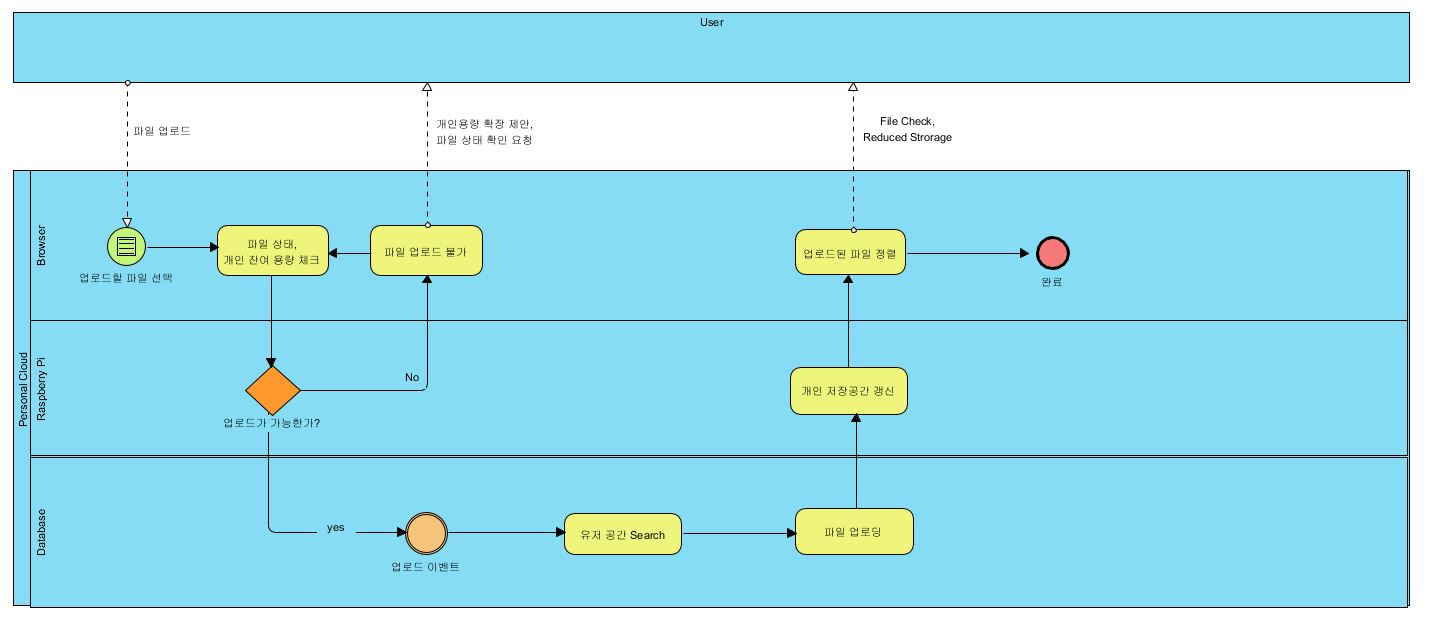 User
파일 업로드
개인용량 확장 제안,
파일 상태 확인 요청
File Check,
Reduced Strorage
Personal Cloud
Browser
업로드할 파일 선택
파일 상태,
개인 잔여 용량 체크
파일 업로드 불가
업로드된 파일 정렬
완료
Raspberry Pi
업로드가 가능한가?
No
개인 저장공간 갱신
Database
yes
업로드 이벤트
유저 공간 Search
파일 업로딩